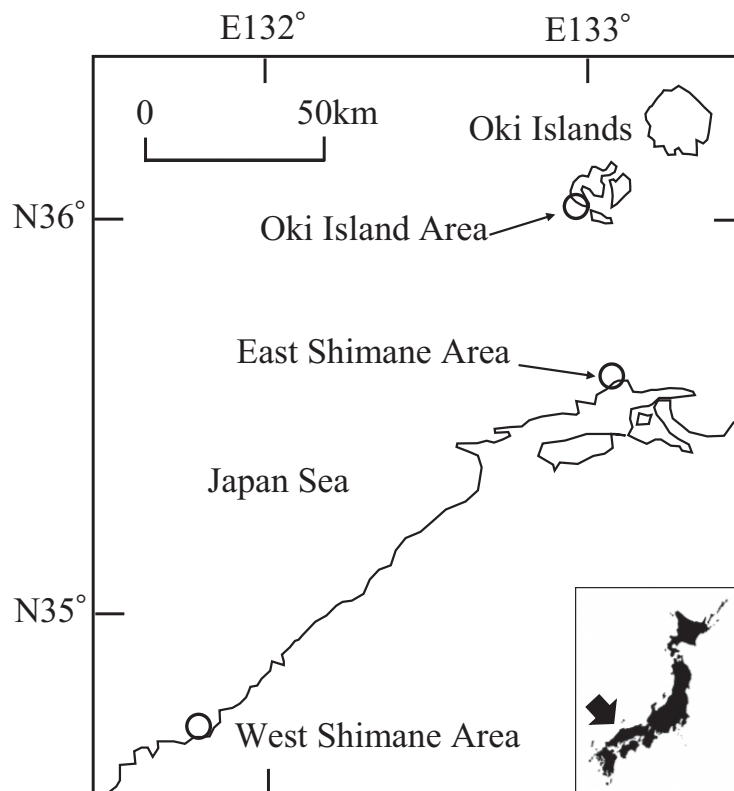 E132° E133°
0 50km
Oki Islands
N36°
Oki Island Area
East Shimane Area
Japan Sea
N35°
West Shimane Area